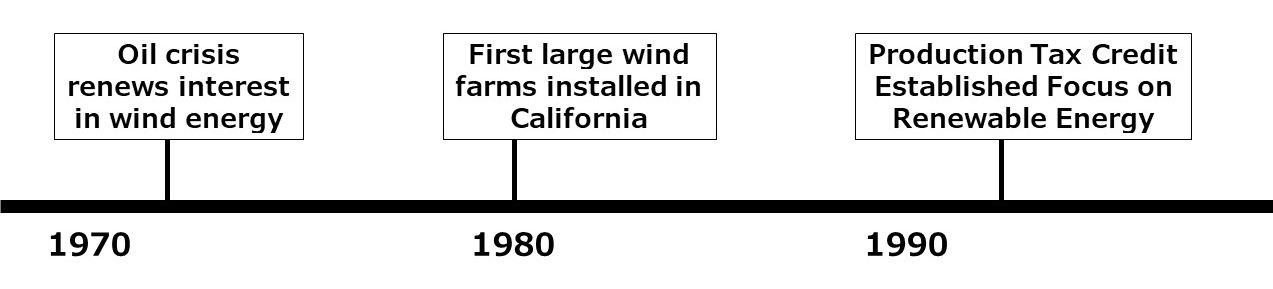 Oil crisis
renews interest
in wind energy
First large wind
farms installed in
California
Production Tax Credit
Established Focus on
Renewable Energy
1970
1980
1990